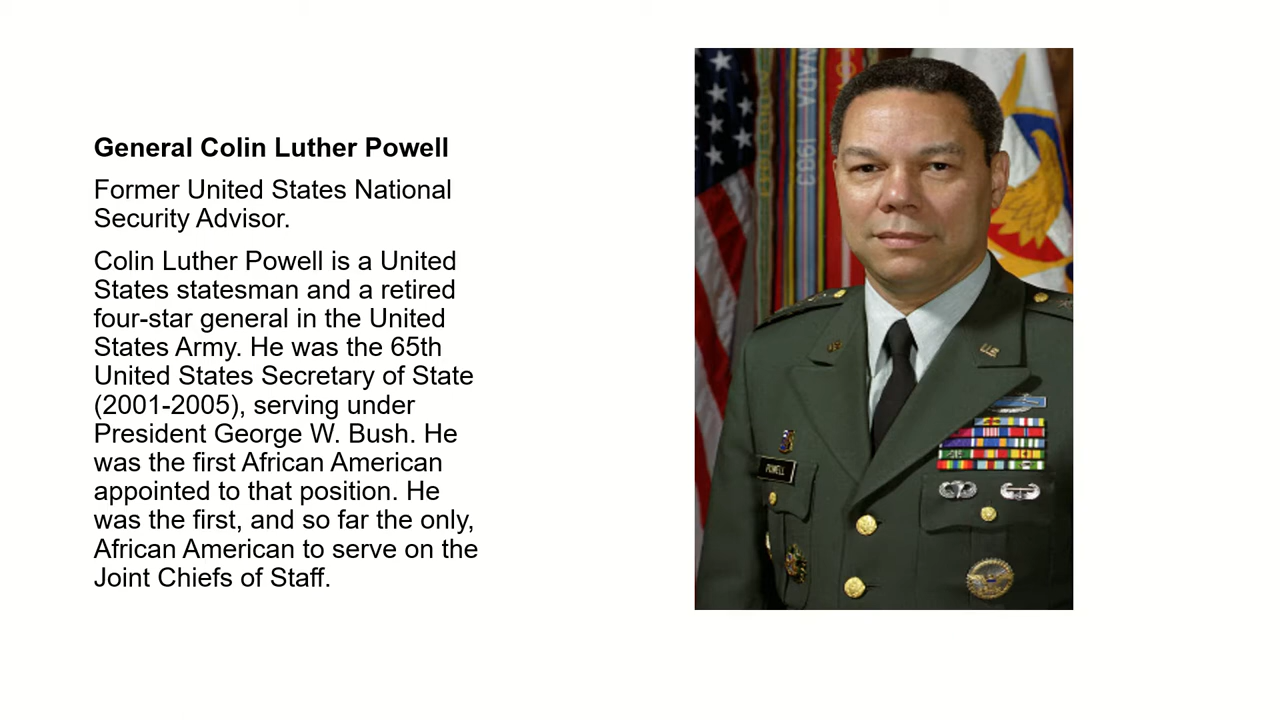 General Colin Luther Powell
Former United States National
Security Advisor.
Colin Luther Powell is a United
States statesman and a retired
four-star general in the United
States Army. He was the 65th
United States Secretary of State
(2001-2005), serving under
President George W. Bush. He
was the first African American
appointed to that position. He
was the first, and so far the only,
African American to serve on the
Joint Chiefs of Staff.
NADA 1983
U.S.
POWELL